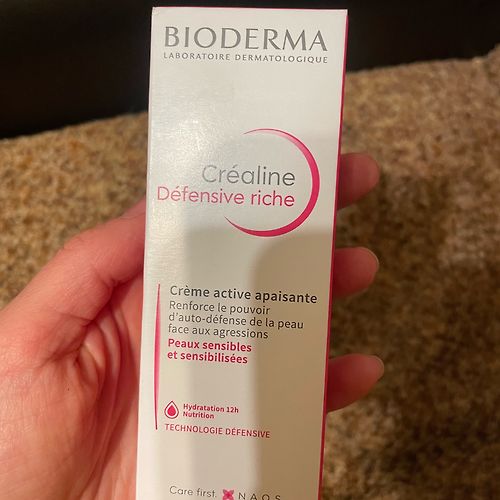 BIODERMA
LABORATOIRE DERMATOLOGIQUE
Créaline
Défensive riche
Crème active apaisante
Renforce le pouvoir
d'auto-défense de la peau
face aux agressions
Peaux sensibles
et sensibilisées
Hydratation 12h
Nutrition
TECHNOLOGIE DÉFENSIVE
Care first. NAOS